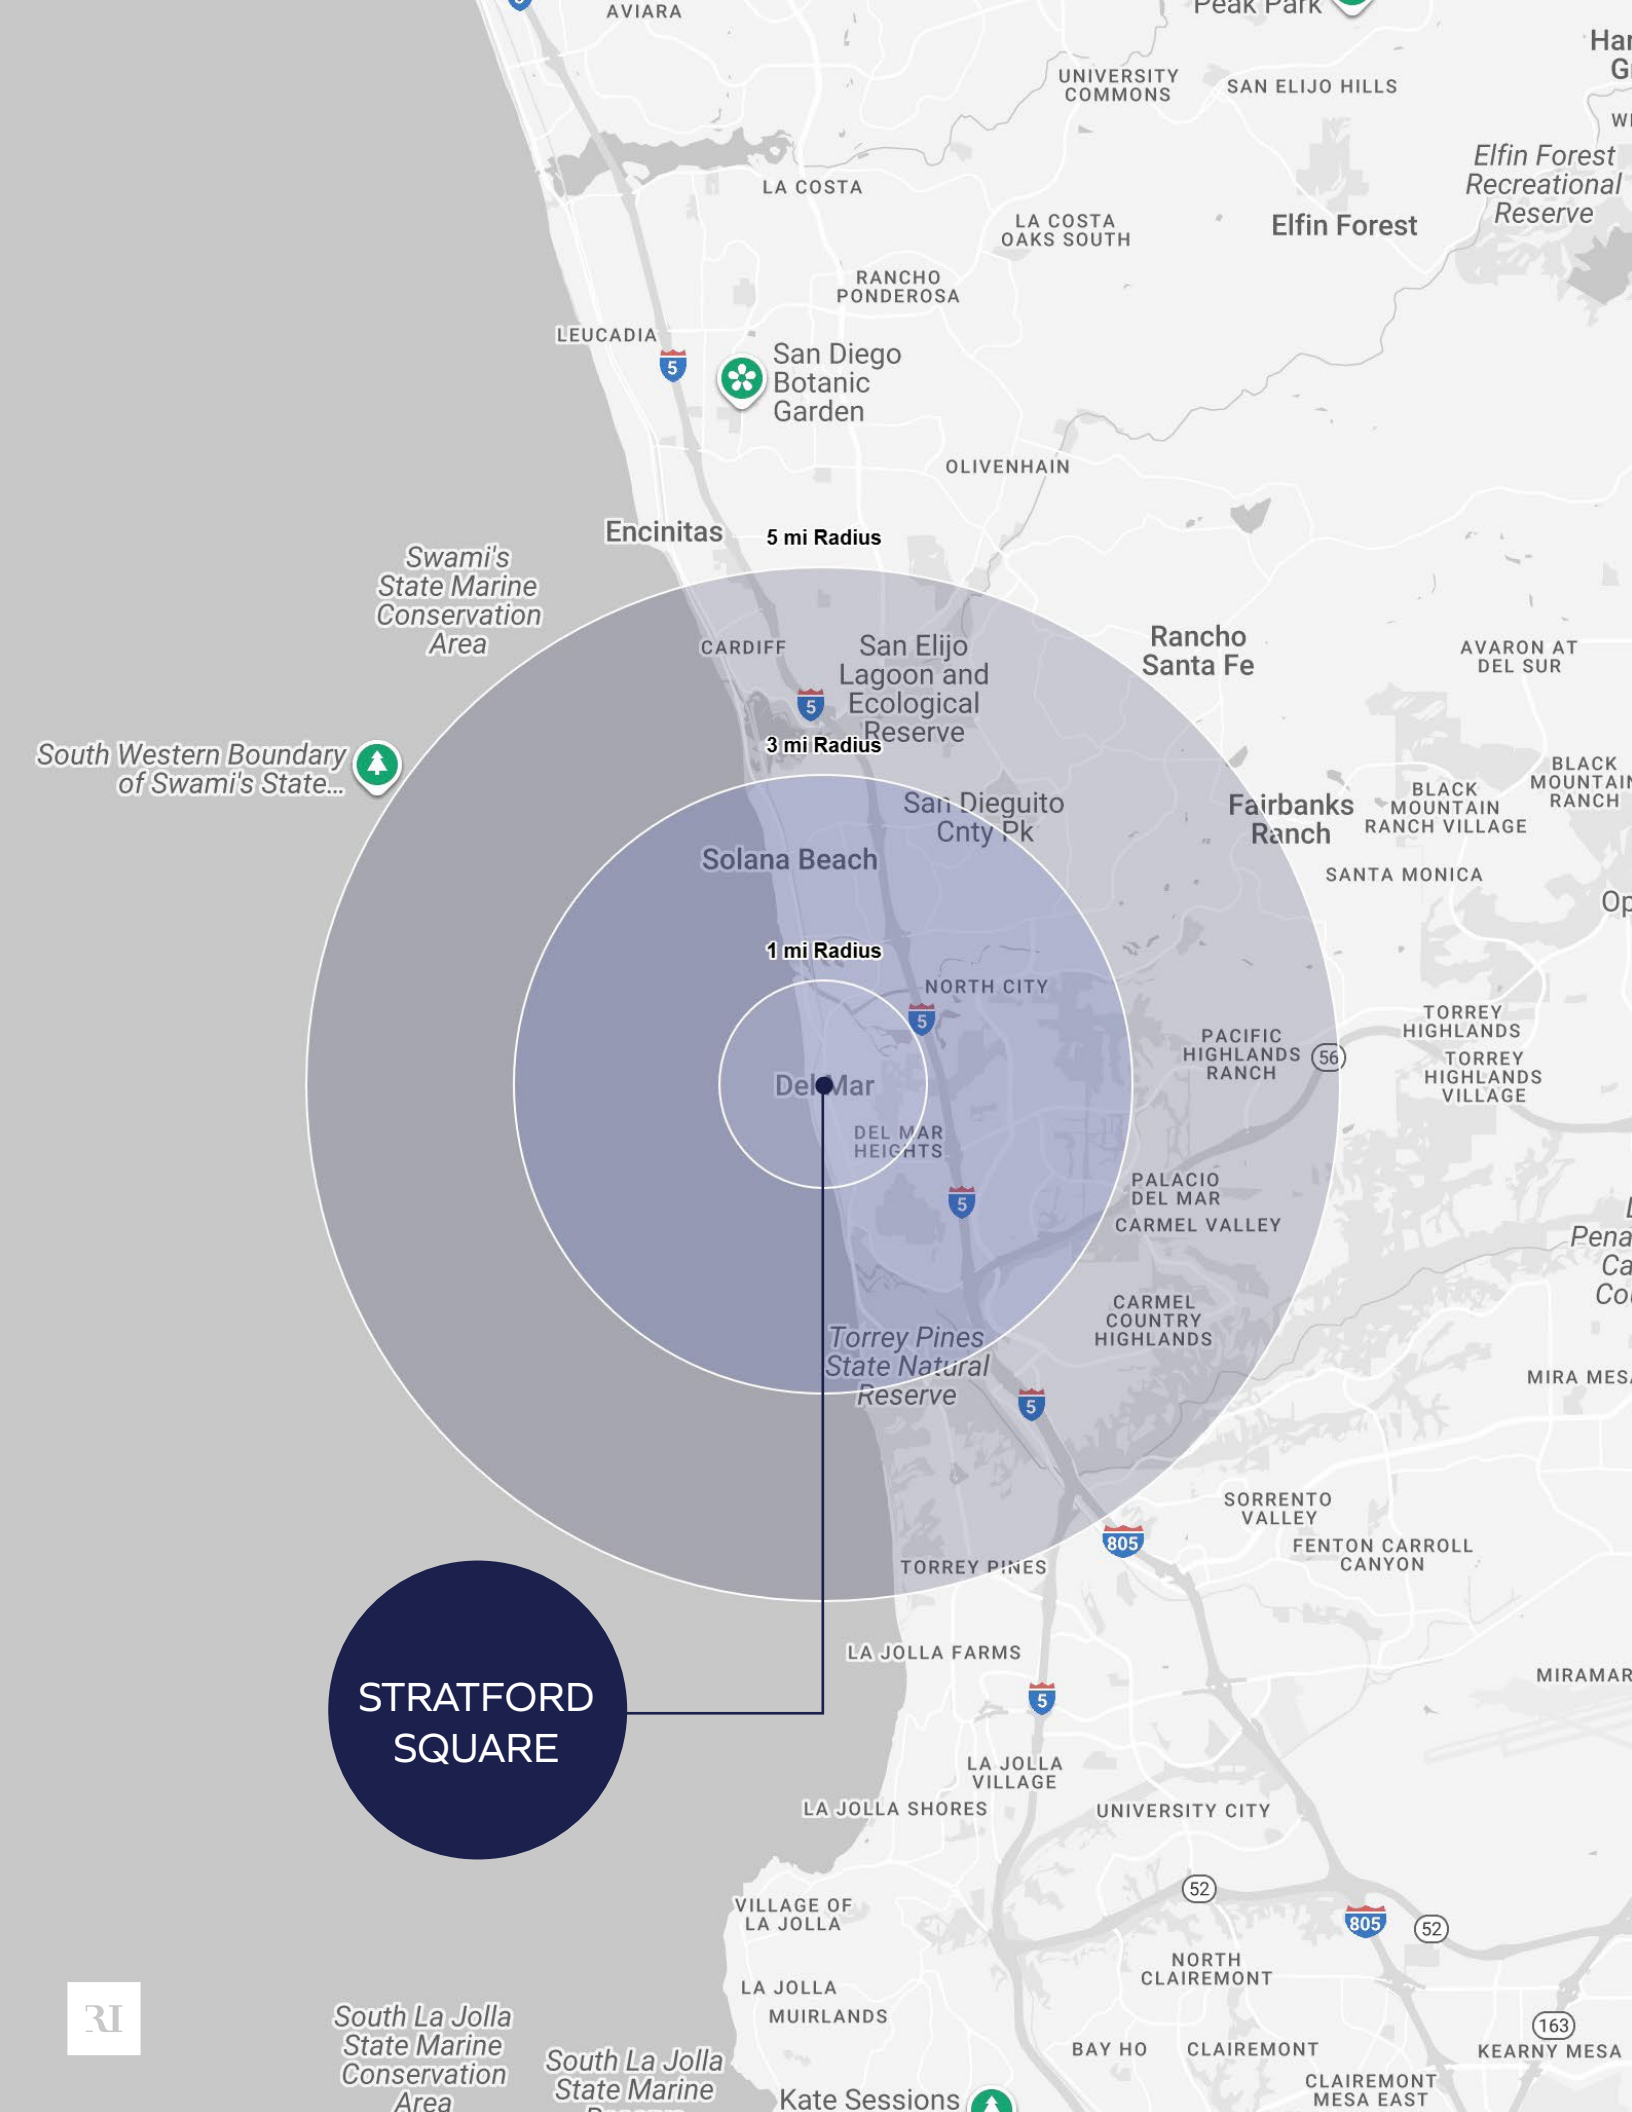 AVIARA
Peak Park
UNIVERSITY
COMMONS
SAN ELIJO HILLS
Elfin Forest
Recreational
Reserve
LA COSTA
LA COSTA
OAKS SOUTH
Elfin Forest
RANCHO
PONDEROSA
LEUCADIA
5
San Diego
Botanic
Garden
OLIVENHAIN
Encinitas
5 mi Radius
Swami's
State Marine
Conservation
Area
CARDIFF
San Elijo
Lagoon and
Ecological
Reserve
Rancho
Santa Fe
AVARON AT
DEL SUR
5
3 mi Radius
South Western Boundary
of Swami's State...
San Dieguito
Cnty Pk
Fairbanks
Ranch
BLACK
MOUNTAIN
RANCH VILLAGE
BLACK
MOUNTAIN
RANCH
Solana Beach
SANTA MONICA
Op
1 mi Radius
NORTH CITY
5
TORREY
HIGHLANDS
PACIFIC
HIGHLANDS
RANCH
56
TORREY
HIGHLANDS
VILLAGE
Del Mar
DEL MAR
HEIGHTS
5
PALACIO
DEL MAR
CARMEL VALLEY
Pena
Ca
CARMEL
COUNTRY
HIGHLANDS
Torrey Pines
State Natural
Reserve
5
MIRA MESA
SORRENTO
VALLEY
805
FENTON CARROLL
CANYON
TORREY PINES
LA JOLLA FARMS
MIRAMAR
STRATFORD
SQUARE
5
LA JOLLA
VILLAGE
LA JOLLA SHORES
UNIVERSITY CITY
52
VILLAGE OF
LA JOLLA
805
52
NORTH
CLAIREMONT
LA JOLLA
MUIRLANDS
RI
South La Jolla
State Marine
Conservation
Area
South La Jolla
State Marine
BAY HO
CLAIREMONT
163
KEARNY MESA
CLAIREMONT
MESA EAST
Kate Sessions